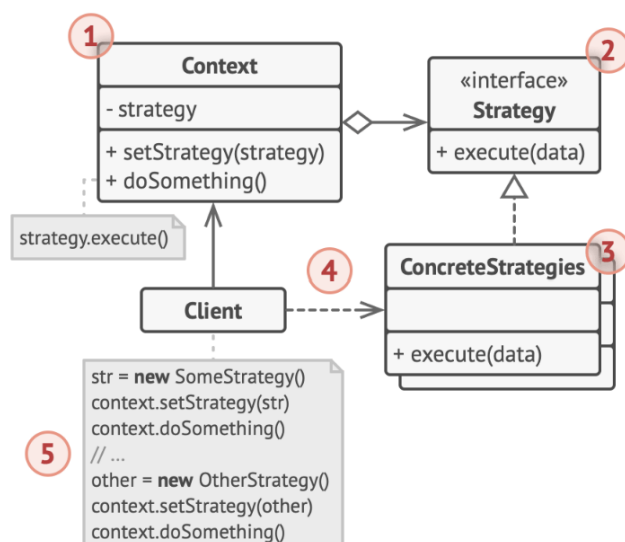 1
Context
- strategy
+ setStrategy(strategy)
+ doSomething()
strategy.execute()
2
«interface»
Strategy
+ execute(data)
3
ConcreteStrategies
+ execute(data)
4
Client
5
str = new SomeStrategy()
context.setStrategy(str)
context.doSomething()
// ...
other = new OtherStrategy()
context.setStrategy(other)
context.doSomething()